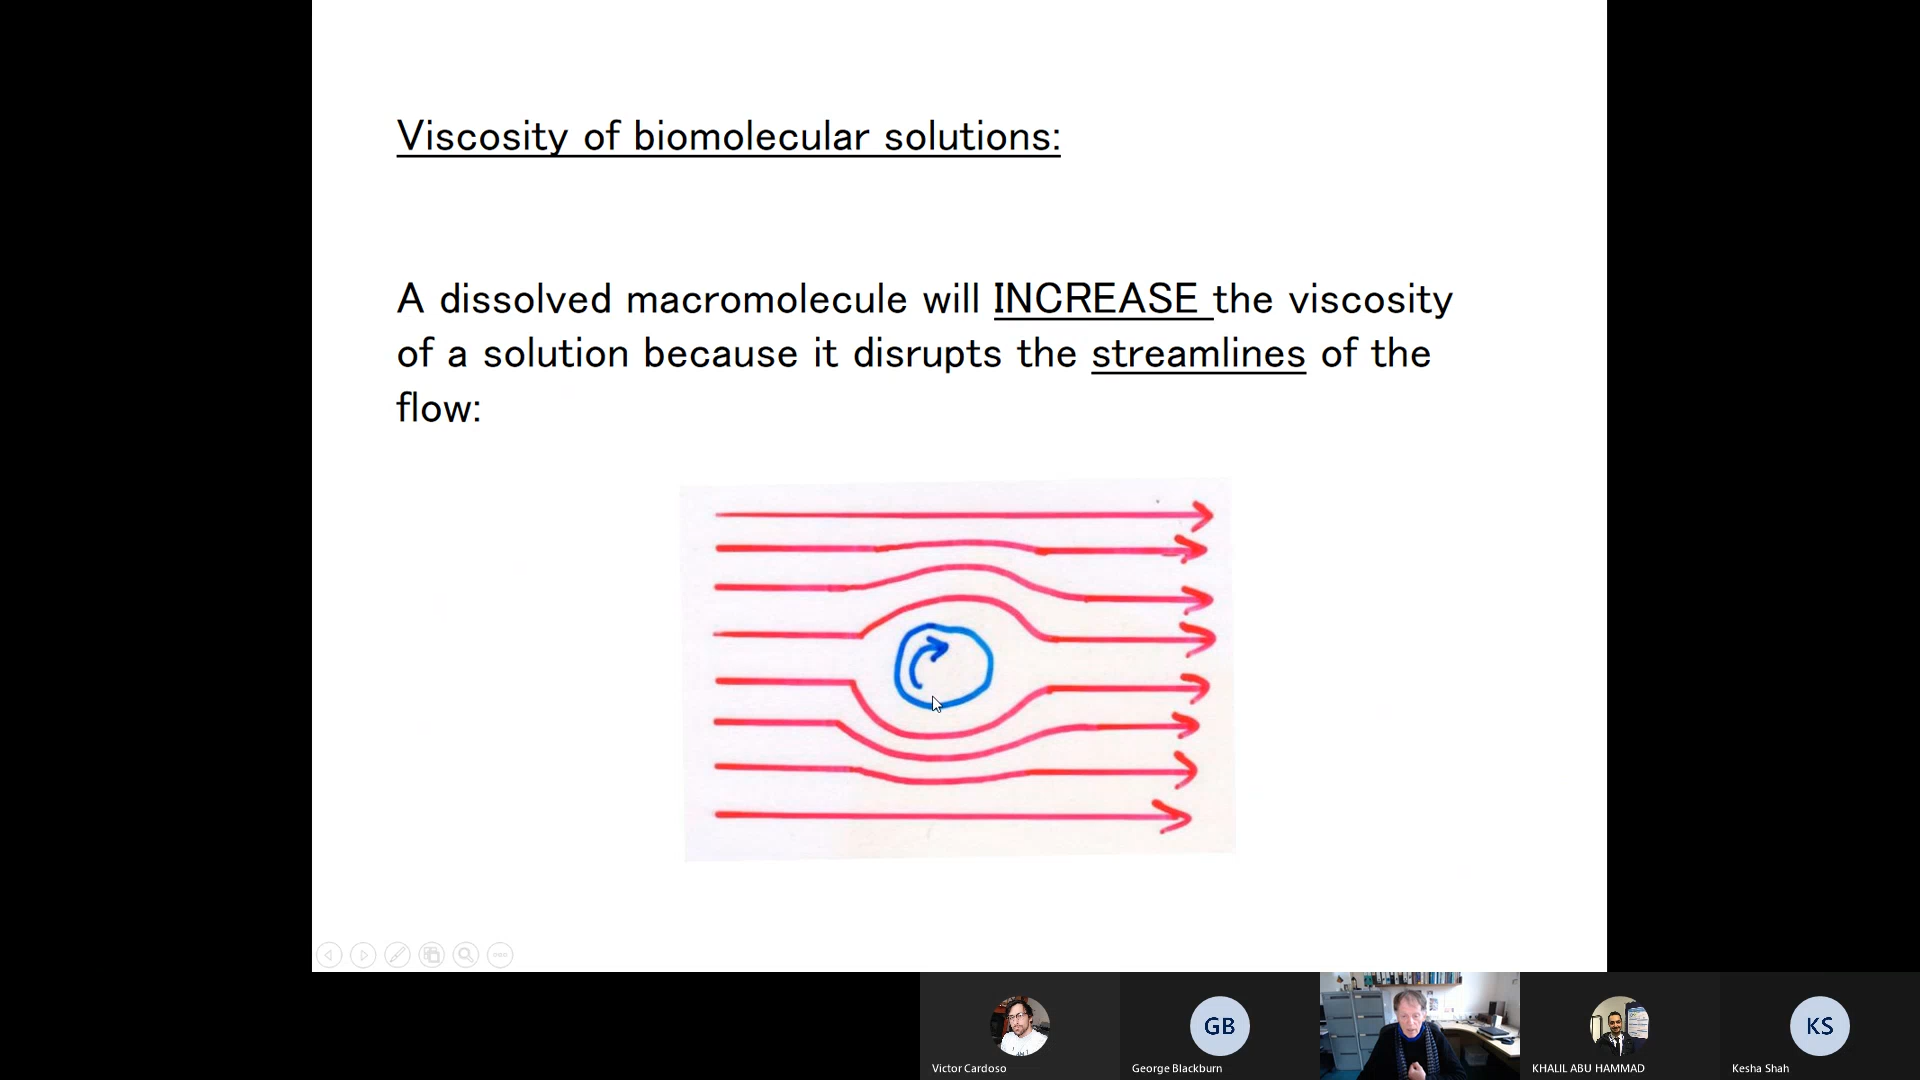 Viscosity of biomolecular solutions:
A dissolved macromolecule will INCREASE the viscosity
of a solution because it disrupts the streamlines of the
flow:
GB
KS
Victor Cardoso
George Blackburn
KHALIL ABU HAMMAD
Kesha Shah